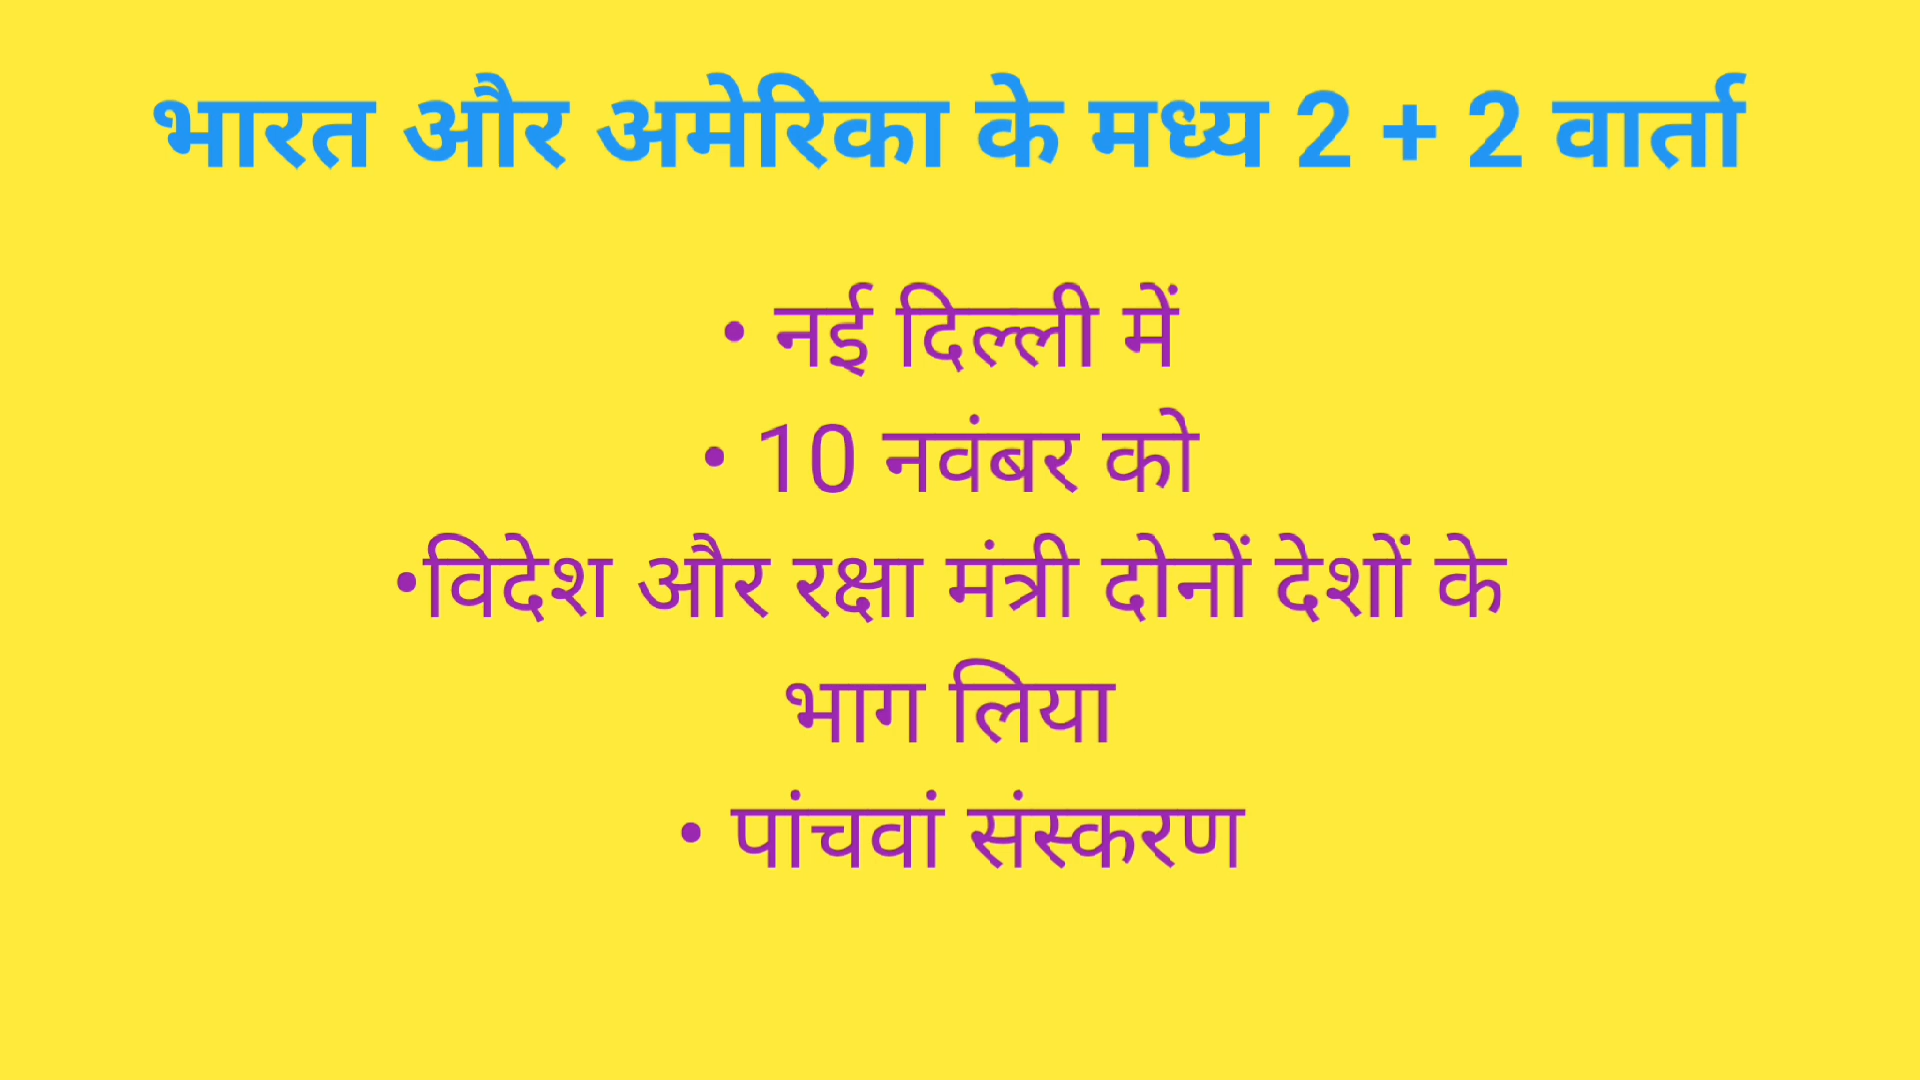 भारत और अमेरिका के मध्य 2 + 2 वार्ता
• नई दिल्ली में
• 10 नवंबर को
•विदेश और रक्षा मंत्री दोनों देशों के
भाग लिया
• पांचवां संस्करण